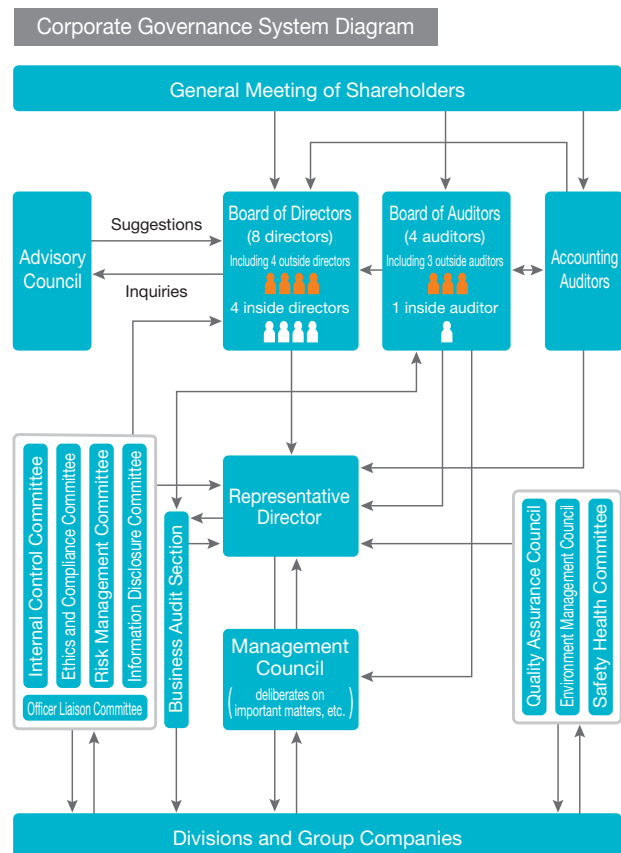 Corporate Governance System Diagram
General Meeting of Shareholders
Suggestions
Advisory
Council
Inquiries
Board of Directors
(8 directors)
Including 4 outside directors
4 inside directors
Board of Auditors
(4 auditors)
Including 3 outside auditors
1 inside auditor
Accounting
Auditors
Internal Control Committee
Ethics and Compliance Committee
Risk Management Committee
Information Disclosure Committee
Officer Liaison Committee
Business Audit Section
Representative
Director
Management
Council
( deliberates on
important matters, etc. )
Quality Assurance Council
Environment Management Council
Safety Health Committee
Divisions and Group Companies